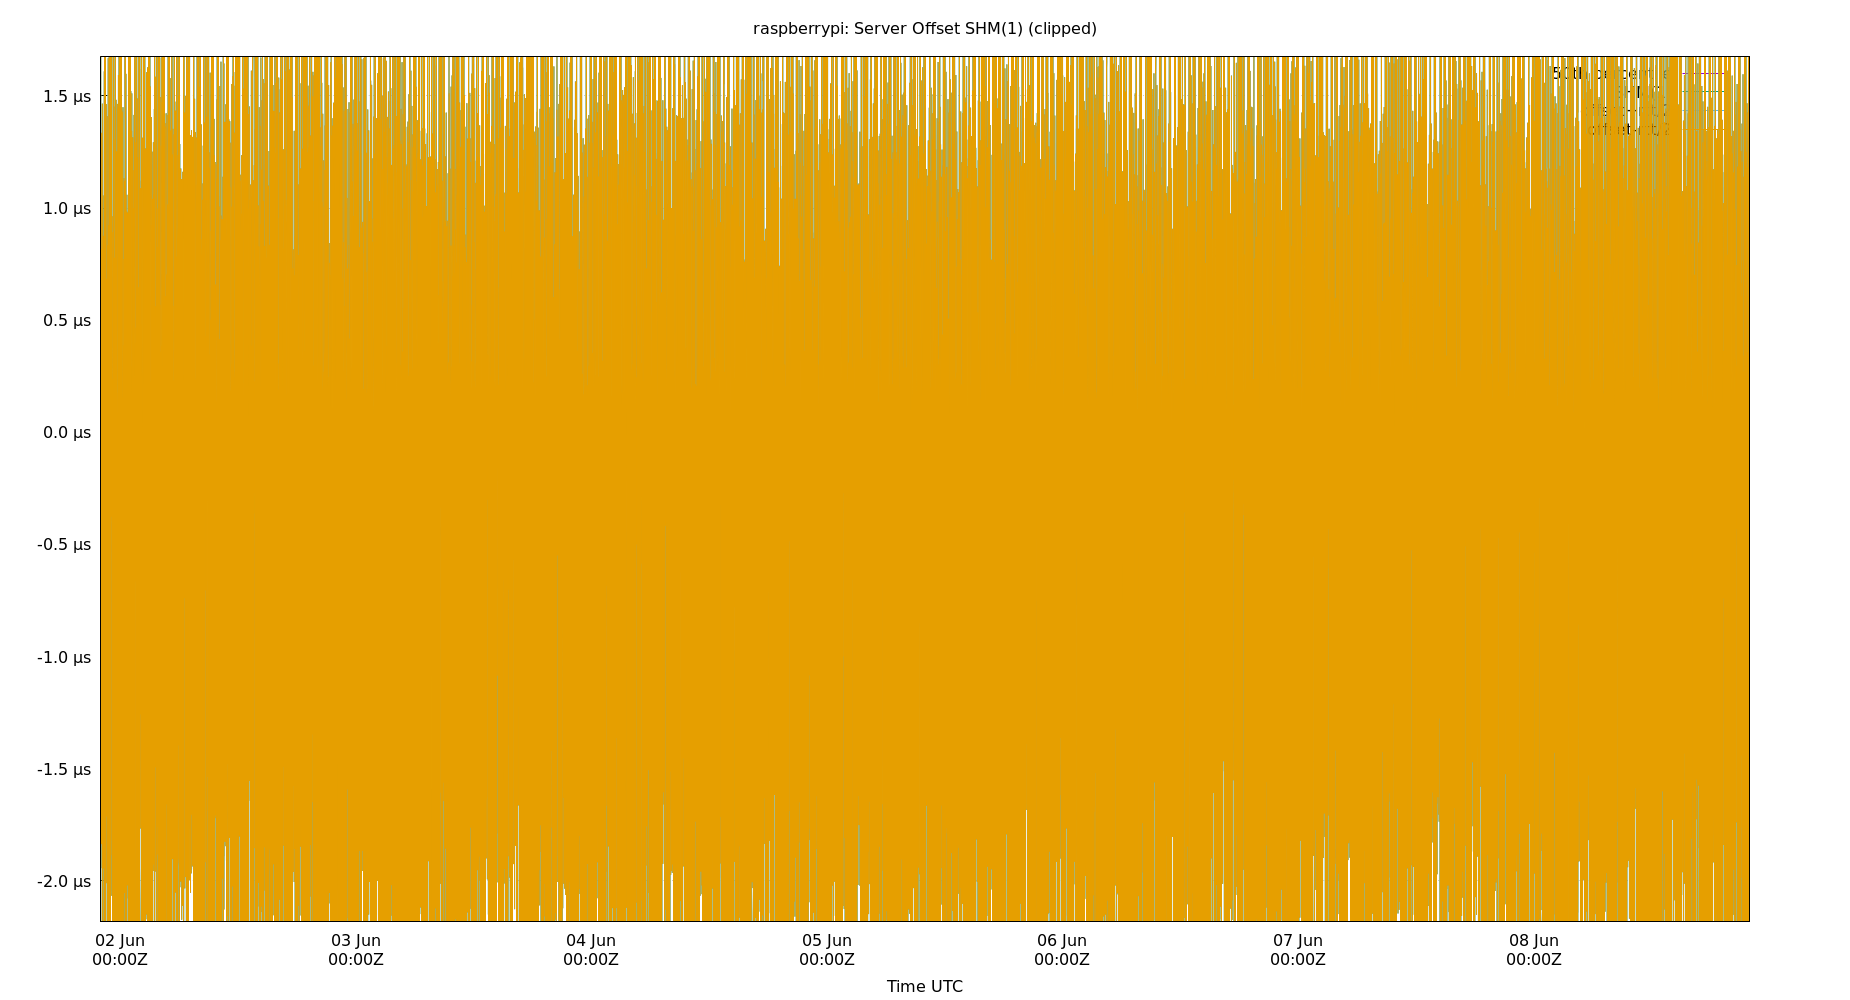 raspberrypi: Server Offset SHM(1) (clipped)
1.5 µs
1.0 µs
0.5 µs
0.0 µs
-0.5 µs
-1.0 µs
-1.5 µs
-2.0 µs
50th percentile
02 Jun 03 Jun 04 Jun 05 Jun 06 Jun 07 Jun 08 Jun
00:00Z 00:00Z 00:00Z 00:00Z 00:00Z 00:00Z 00:00Z
Time UTC